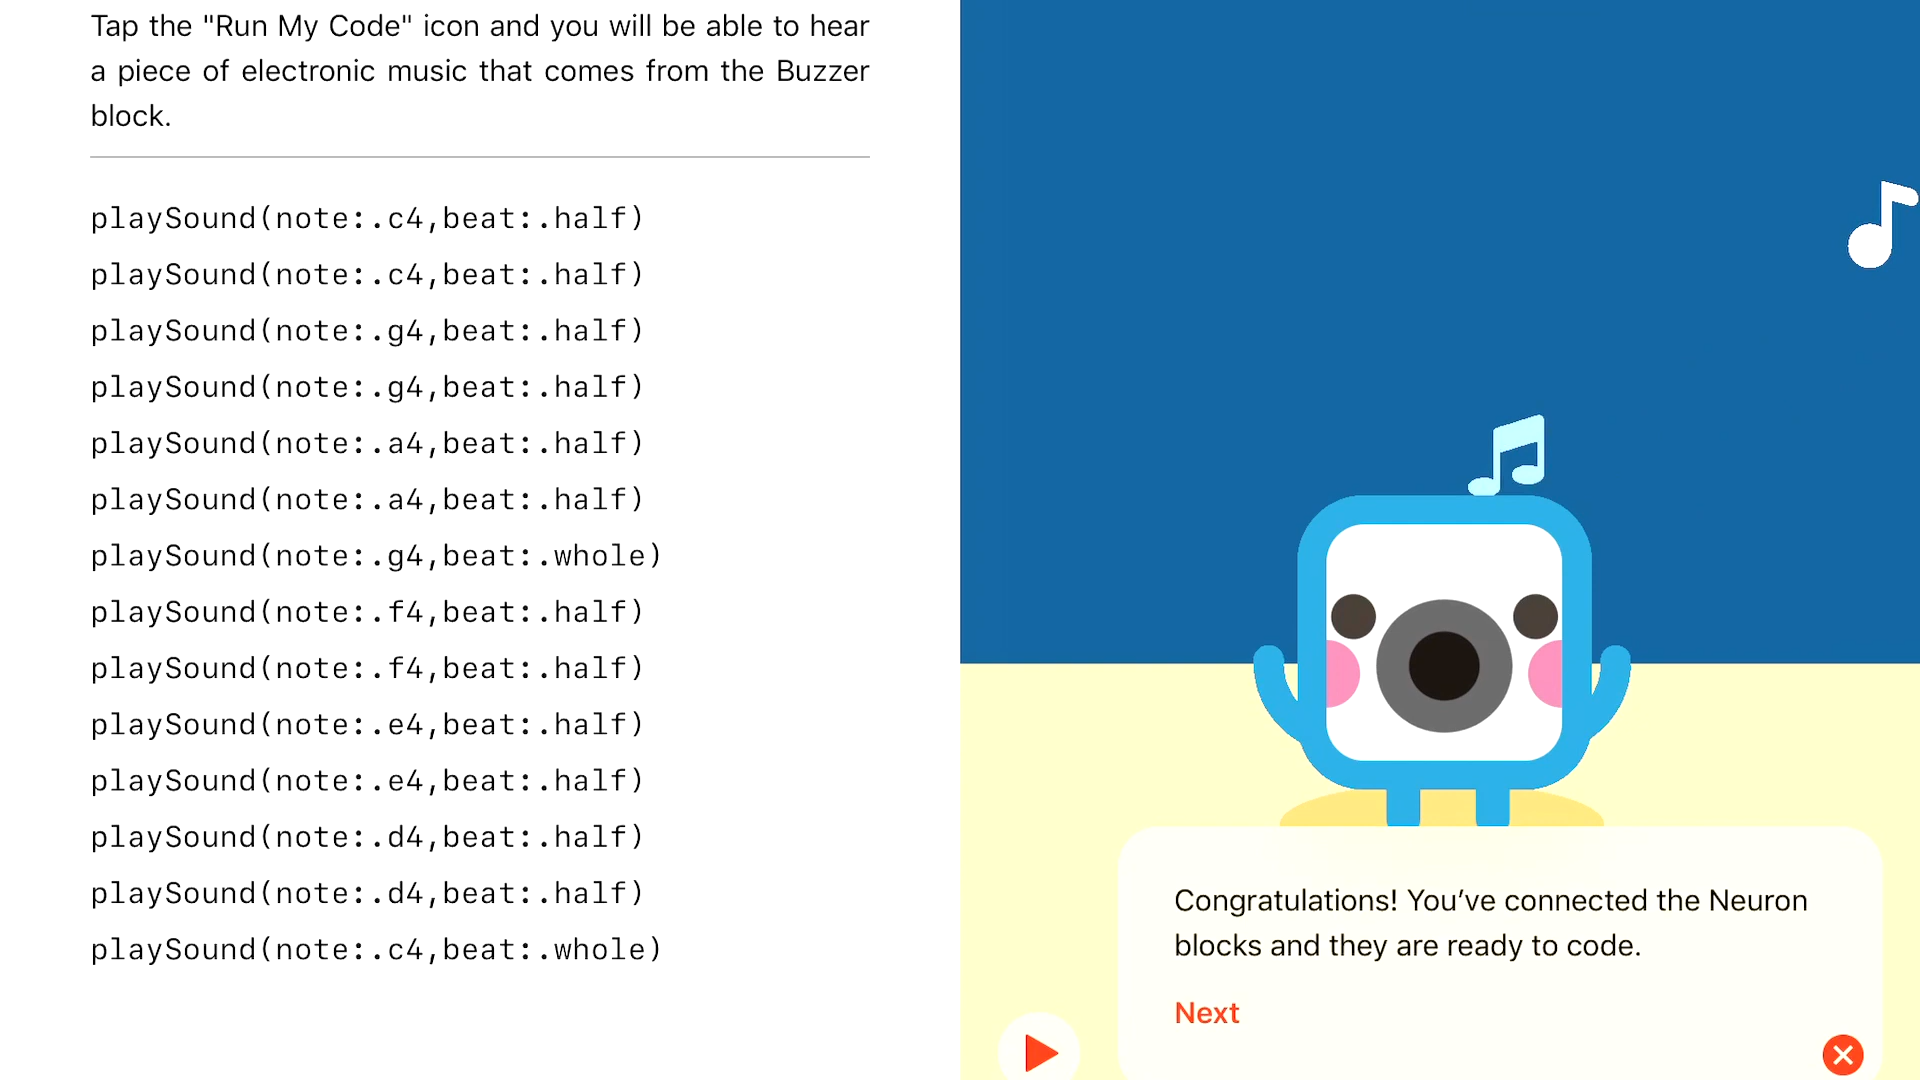 Tap the "Run My Code" icon and you will be able to hear
a piece of electronic music that comes from the Buzzer
block.
playSound(note:.c4,beat:.half)
playSound(note:.c4,beat:.half)
playSound(note:.g4,beat:.half)
playSound(note:.g4,beat:.half)
playSound(note:.a4,beat:.half)
playSound(note:.a4,beat:.half)
playSound(note:.g4,beat:.whole)
playSound(note:.f4,beat:.half)
playSound(note:.f4,beat:.half)
playSound(note:.e4,beat:.half)
playSound(note:.e4,beat:.half)
playSound(note:.d4,beat:.half)
playSound(note:.d4,beat:.half)
playSound(note:.c4,beat:.whole)
Congratulations! You’ve connected the Neuron
blocks and they are ready to code.
Next